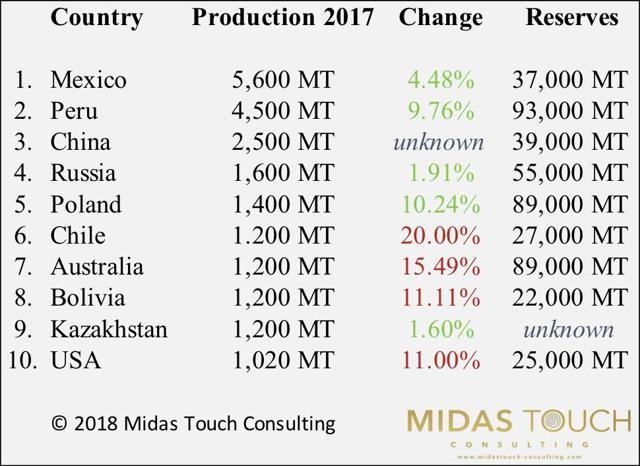 Country Production 2017 Change Reserves
1. Mexico 5,600 MT 4.48% 37,000 MT
2. Peru 4,500 MT 9.76% 93,000 MT
3. China 2,500 MT unknown 39,000 MT
4. Russia 1,600 MT 1.91% 55,000 MT
5. Poland 1,400 MT 10.24% 89,000 MT
6. Chile 1.200 MT 20.00% 27,000 MT
7. Australia 1,200 MT 15.49% 89,000 MT
8. Bolivia 1,200 MT 11.11% 22,000 MT
9. Kazakhstan 1,200 MT 1.60% unknown
10. USA 1,020 MT 11.00% 25,000 MT
© 2018 Midas Touch Consulting
MIDAS TOUCH
CONSULTING
www.midastouch-consulting.com